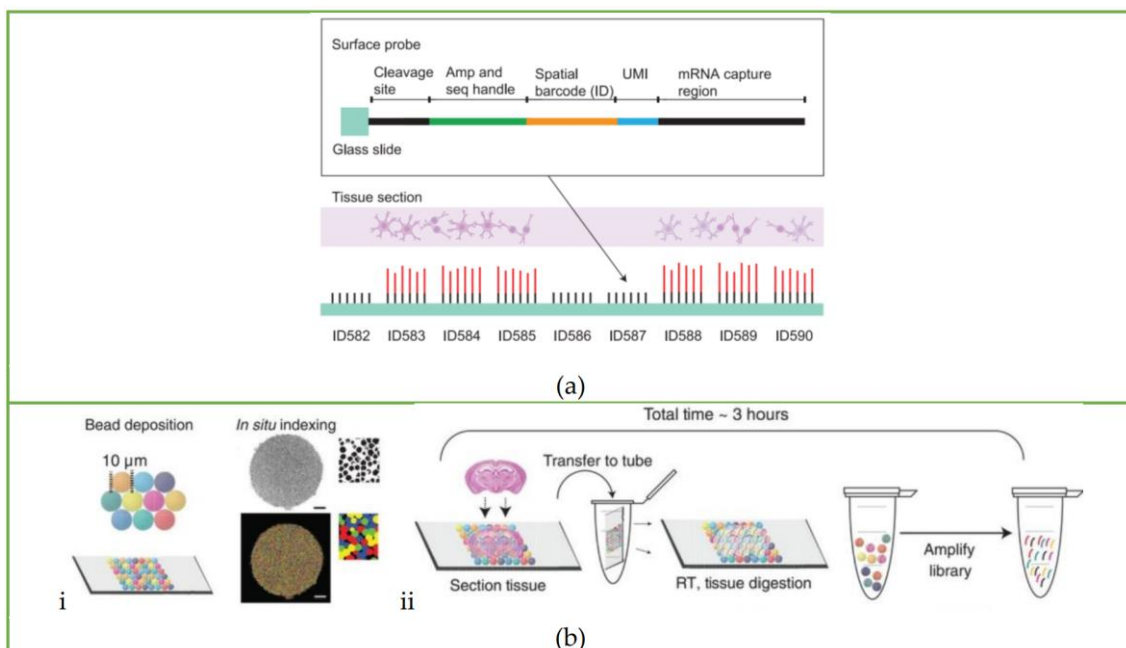 Surface probe
Cleavage site
Amp and seq handle
Spatial barcode (ID)
UMI
mRNA capture region
Glass slide
Tissue section
ID582 ID583 ID584 ID585 ID586 ID587 ID588 ID589 ID590
(a)
Bead deposition
10 µm
In situ indexing
i
Total time ~ 3 hours
Transfer to tube
Section tissue
RT, tissue digestion
Amplify library
ii
(b)